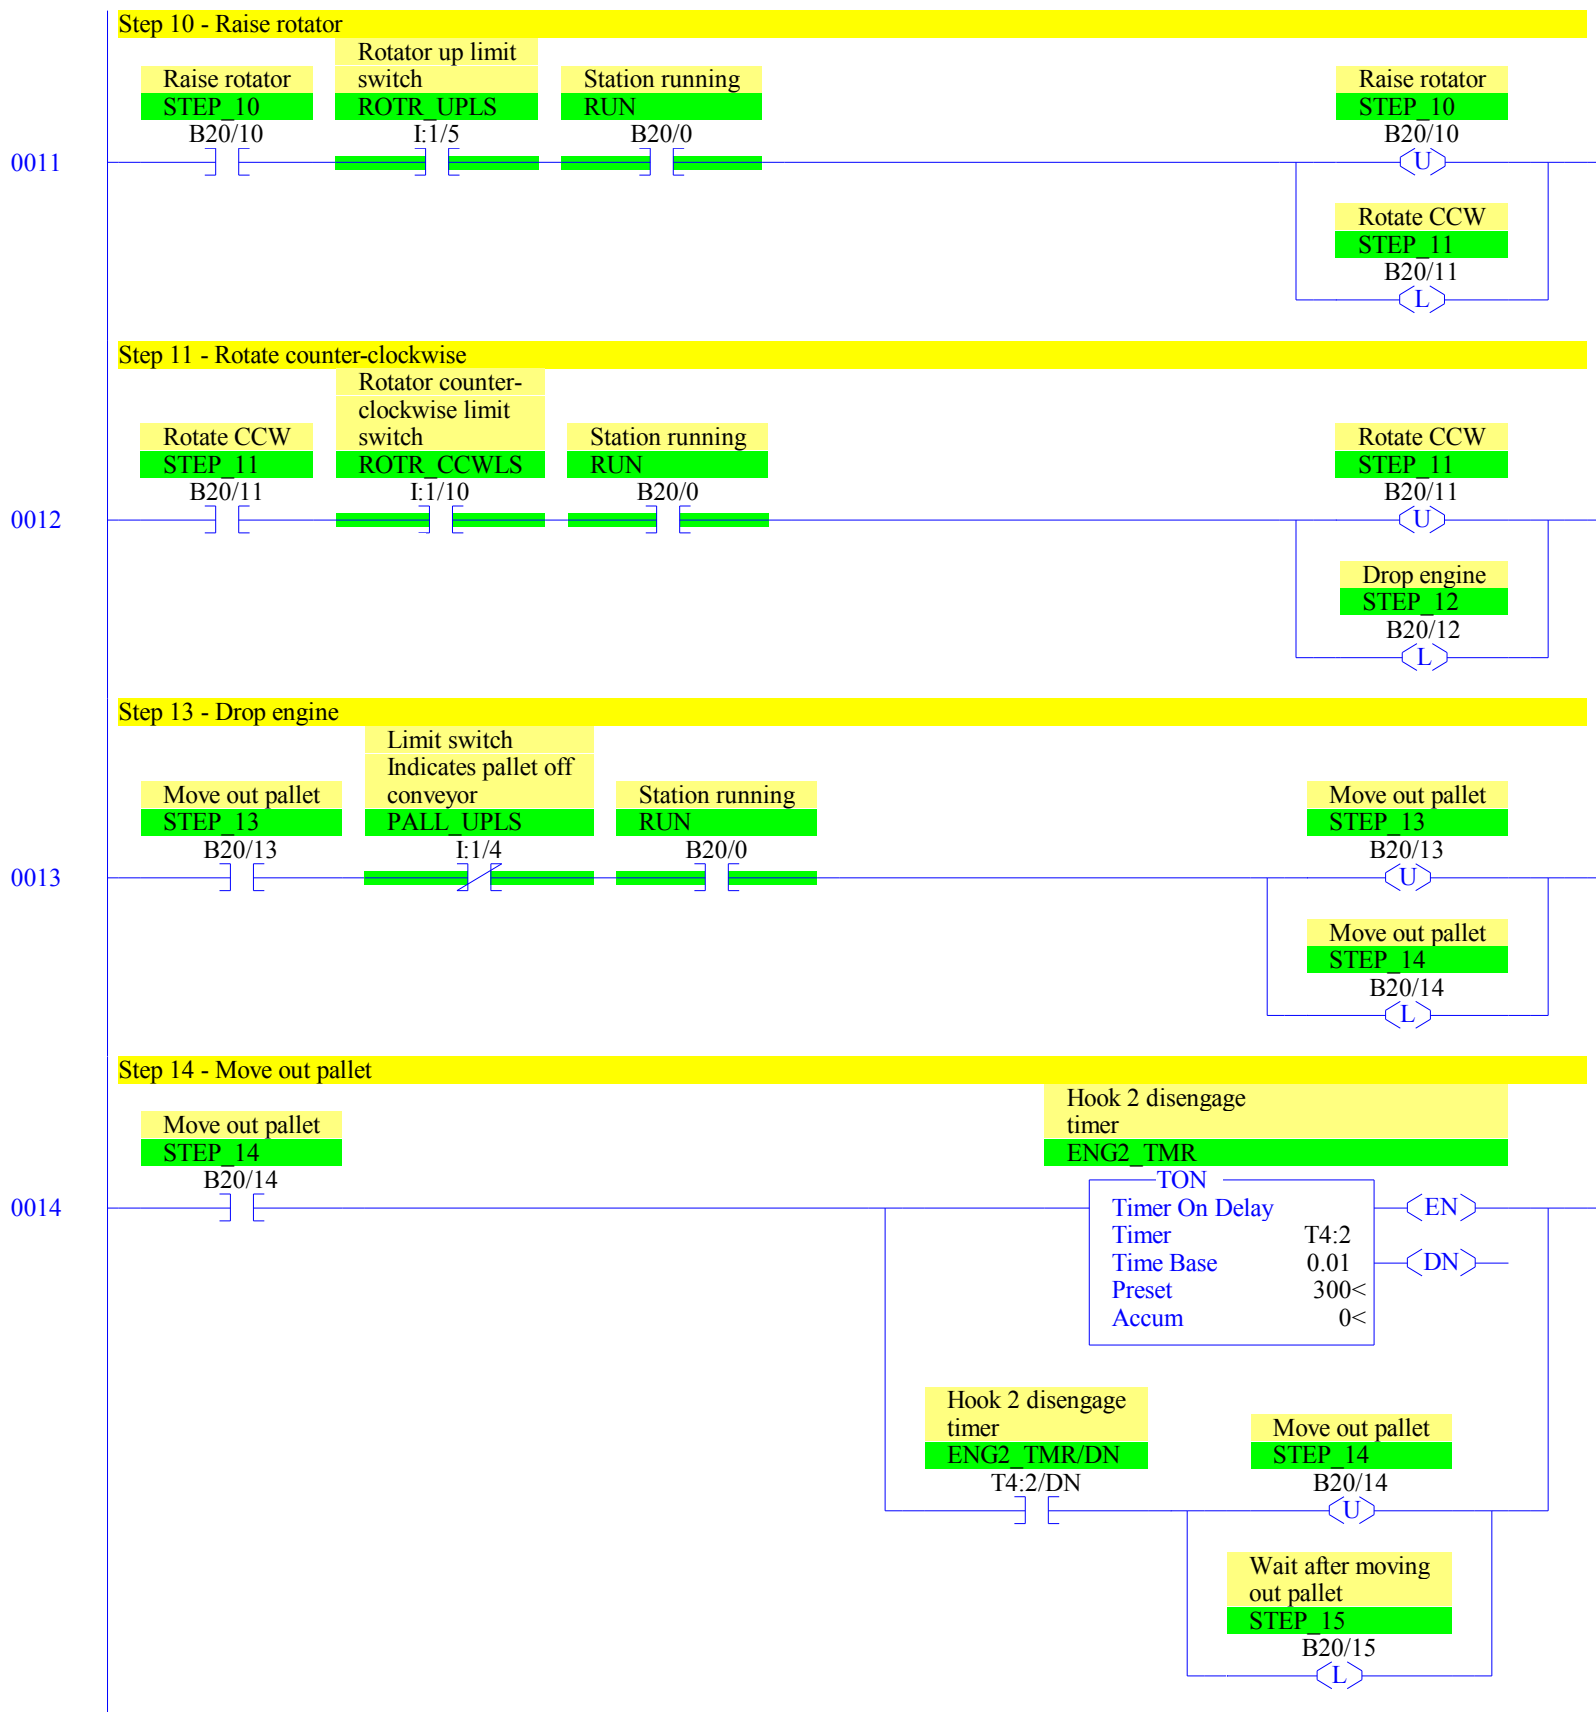 Step 10 - Raise rotator
Raise rotator
STEP_10
B20/10
Rotator up limit
switch
ROTR_UPLS
I:1/5
Station running
RUN
B20/0
Raise rotator
STEP_10
B20/10
0011
U
Rotate CCW
STEP_11
B20/11
L
Step 11 - Rotate counter-clockwise
Rotate CCW
STEP_11
B20/11
Rotator counter-
clockwise limit
switch
ROTR_CCWLS
I:1/10
Station running
RUN
B20/0
Rotate CCW
STEP_11
B20/11
0012
U
Drop engine
STEP_12
B20/12
L
Step 13 - Drop engine
Move out pallet
STEP_13
B20/13
Limit switch
Indicates pallet off
conveyor
PALL_UPLS
I:1/4
Station running
RUN
B20/0
Move out pallet
STEP_13
B20/13
0013
U
Move out pallet
STEP_14
B20/14
L
Step 14 - Move out pallet
Move out pallet
STEP_14
B20/14
0014
Hook 2 disengage
timer
ENG2_TMR
TON
Timer On Delay
Timer T4:2
Time Base 0.01
Preset 300<
Accum 0<
EN
DN
Hook 2 disengage
timer
ENG2_TMR/DN
T4:2/DN
Move out pallet
STEP_14
B20/14
U
Wait after moving
out pallet
STEP_15
B20/15
L